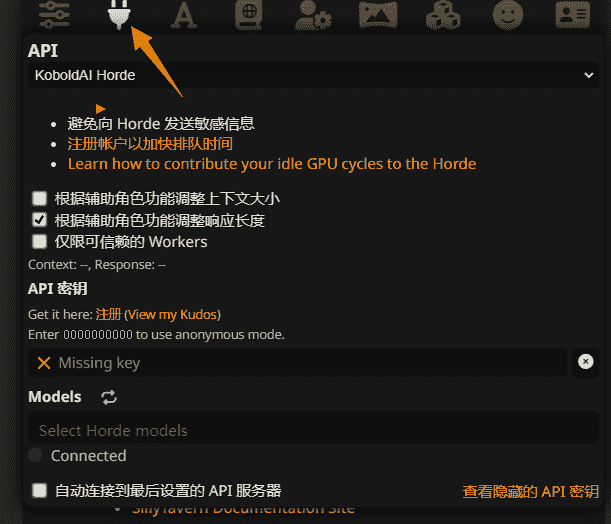 API
KoboldAI Horde
避免向 Horde 发送敏感信息
注册帐户以加快排队时间
Learn how to contribute your idle GPU cycles to the Horde
根据辅助角色功能调整上下文大小
根据辅助角色功能调整响应长度
仅限可信赖的 Workers
Context: --, Response: --
API 密钥
Get it here: 注册 (View my Kudos)
Enter 0000000000 to use anonymous mode.
Missing key
Models
Select Horde models
Connected
自动连接到最后设置的 API 服务器 查看隐藏的 API 密钥
SillyTavern Documentation Site